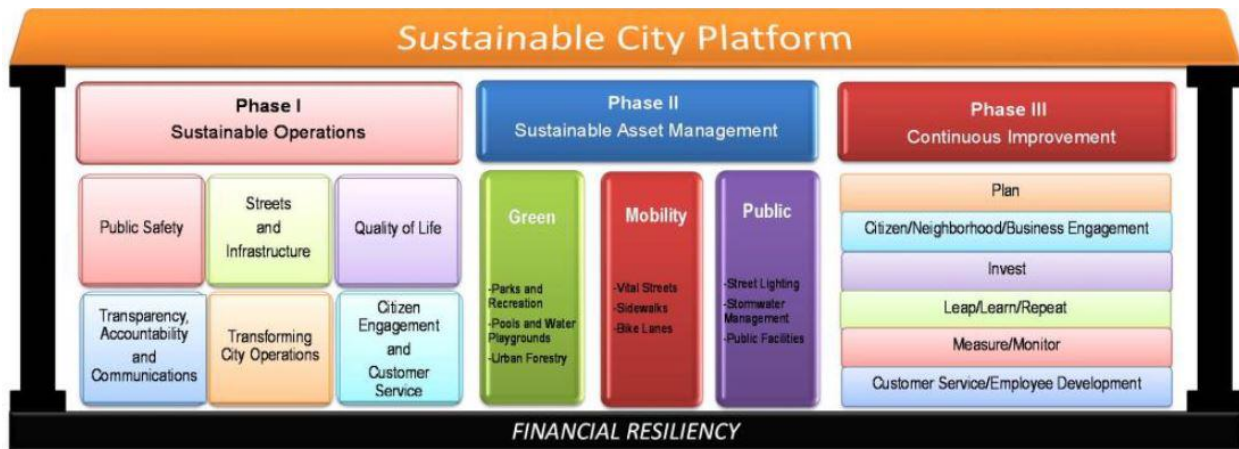 Sustainable City Platform
Phase I
Sustainable Operations
Public Safety
Streets
and
Infrastructure
Quality of Life
Transparency,
Accountability
and
Communications
Transforming
City Operations
Citizen
Engagement
and
Customer
Service
Phase II
Sustainable Asset Management
Green
-Parks and
Recreation
-Pools and Water
Playgrounds
-Urban Forestry
Mobility
-Vital Streets
-Sidewalks
-Bike Lanes
Public
-Street Lighting
-Stormwater
Management
-Public Facilities
Phase III
Continuous Improvement
Plan
Citizen/Neighborhood/Business Engagement
Invest
Leap/Learn/Repeat
Measure/Monitor
Customer Service/Employee Development
FINANCIAL RESILIENCY